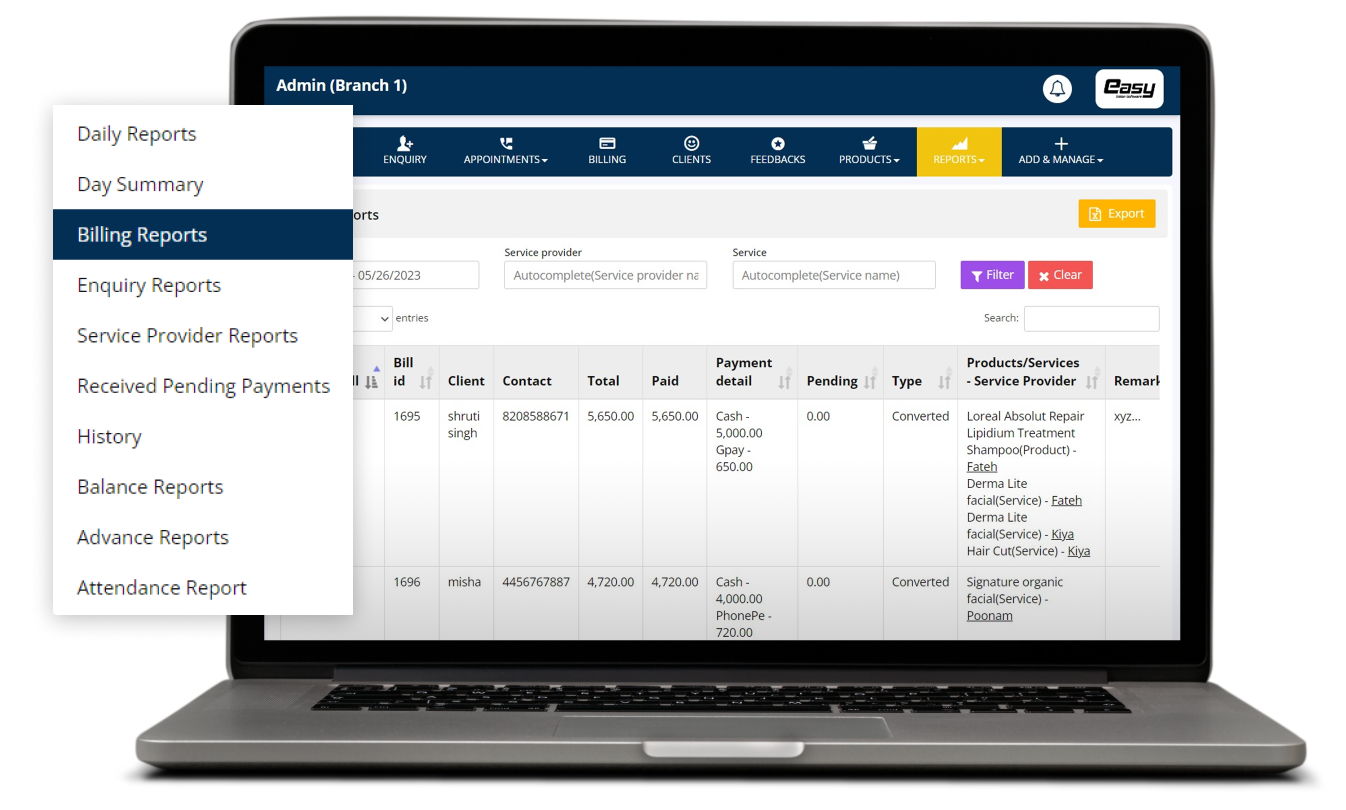 Admin (Branch 1)
easy
Daily Reports
Day Summary
Billing Reports
Enquiry Reports
Service Provider Reports
Received Pending Payments
History
Balance Reports
Advance Reports
Attendance Report
ENQUIRY
APPOINTMENTS
BILLING
CLIENTS
FEEDBACKS
PRODUCTS
REPORTS
ADD & MANAGE
orts
Export
Service provider
Service
- 05/26/2023
Autocomplete(Service provider na
Autocomplete(Service name)
Filter
Clear
entries
Search:
Bill id
Client
Contact
Total
Paid
Payment detail
Pending
Type
Products/Services - Service Provider
Remark
1695
shruti
singh
8208588671
5,650.00
5,650.00
Cash -
5,000.00
Gpay -
650.00
0.00
Converted
Loreal Absolut Repair
Lipidium Treatment
Shampoo(Product) -
Fateh
Derma Lite
facial(Service) - Fateh
Derma Lite
facial(Service) - Kiya
Hair Cut(Service) - Kiya
xyz...
1696
misha
4456767887
4,720.00
4,720.00
Cash -
4,000.00
PhonePe -
720.00
0.00
Converted
Signature organic
facial(Service) -
Poonam